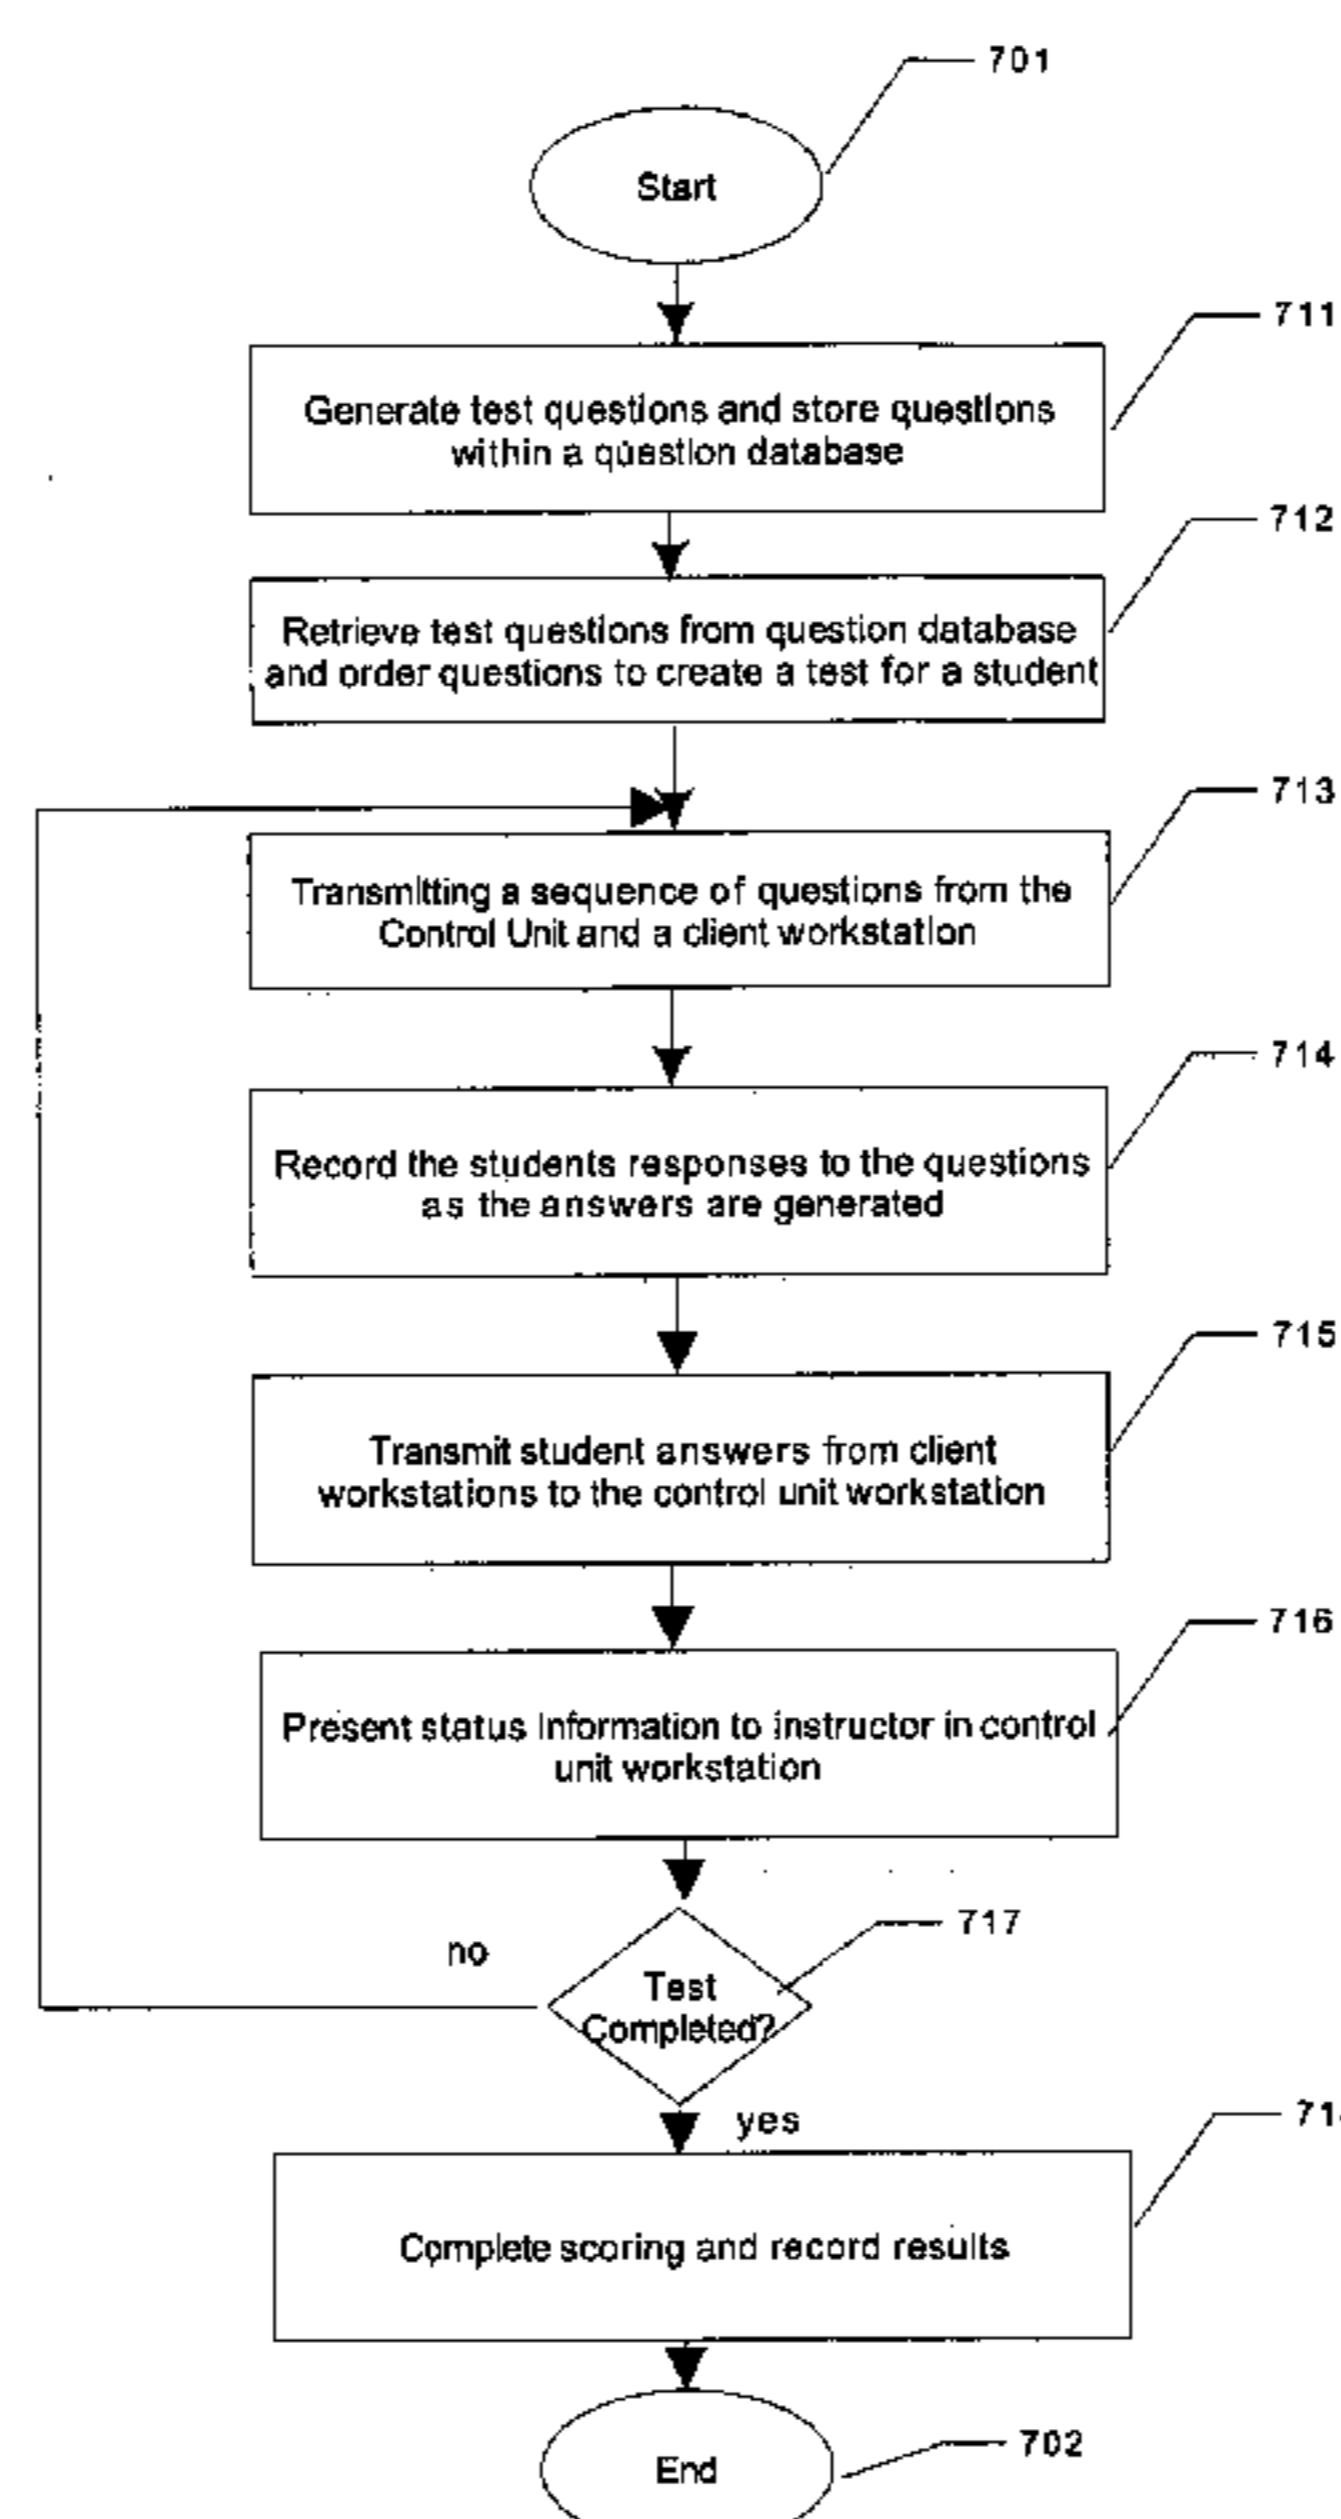 701
Start
711
Generate test questions and store questions
within a question database
712
Retrieve test questions from question database
and order questions to create a test for a student
713
Transmitting a sequence of questions from the
Control Unit and a client workstation
714
Record the students responses to the questions
as the answers are generated
715
Transmit student answers from client
workstations to the control unit workstation
716
Present status Information to instructor in control
unit workstation
717
no
Test
Completed?
yes
Complete scoring and record results
702
End